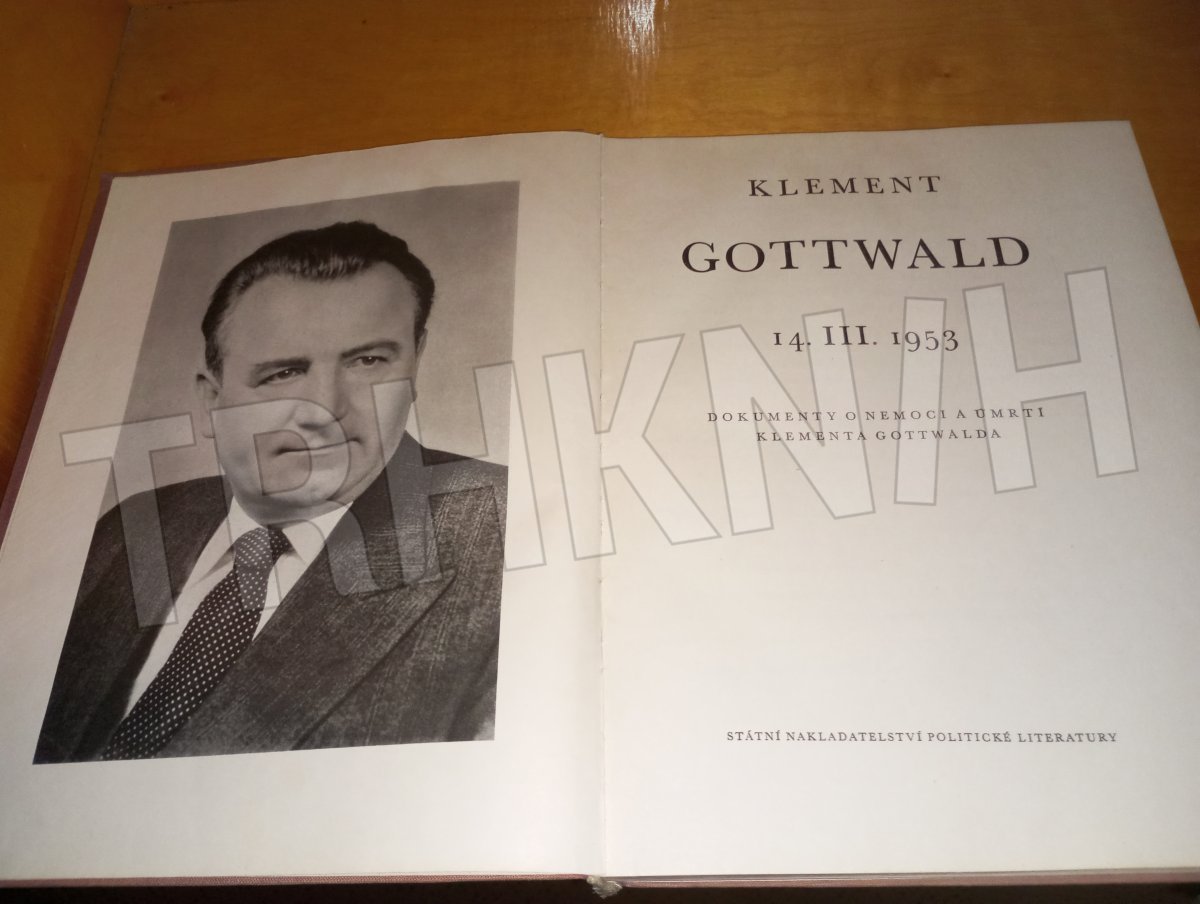 KLEMENT
GOTTWALD
14. III. 1953
DOKUMENTY O NEMOCI A ÚMRTÍ
KLEMENTA GOTTWALDA
STÁTNÍ NAKLADATELSTVÍ POLITICKÉ LITERATURY
TRHKNIH